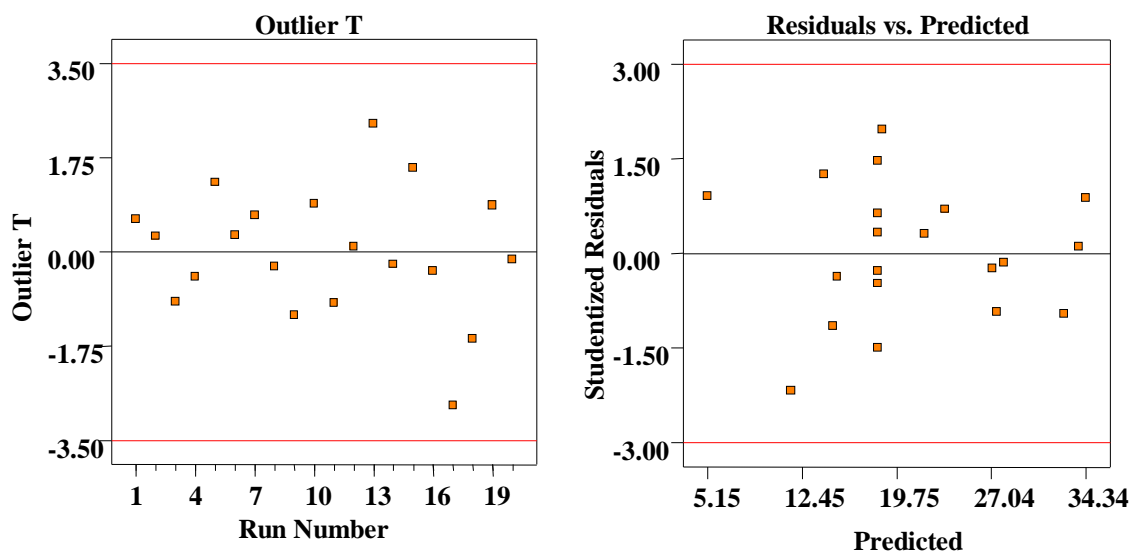 Outlier T
3.50
1.75
0.00
-1.75
-3.50
Outlier T
1 4 7 10 13 16 19
Run Number
Residuals vs. Predicted
3.00
1.50
0.00
-1.50
-3.00
Studentized Residuals
5.15 12.45 19.75 27.04 34.34
Predicted